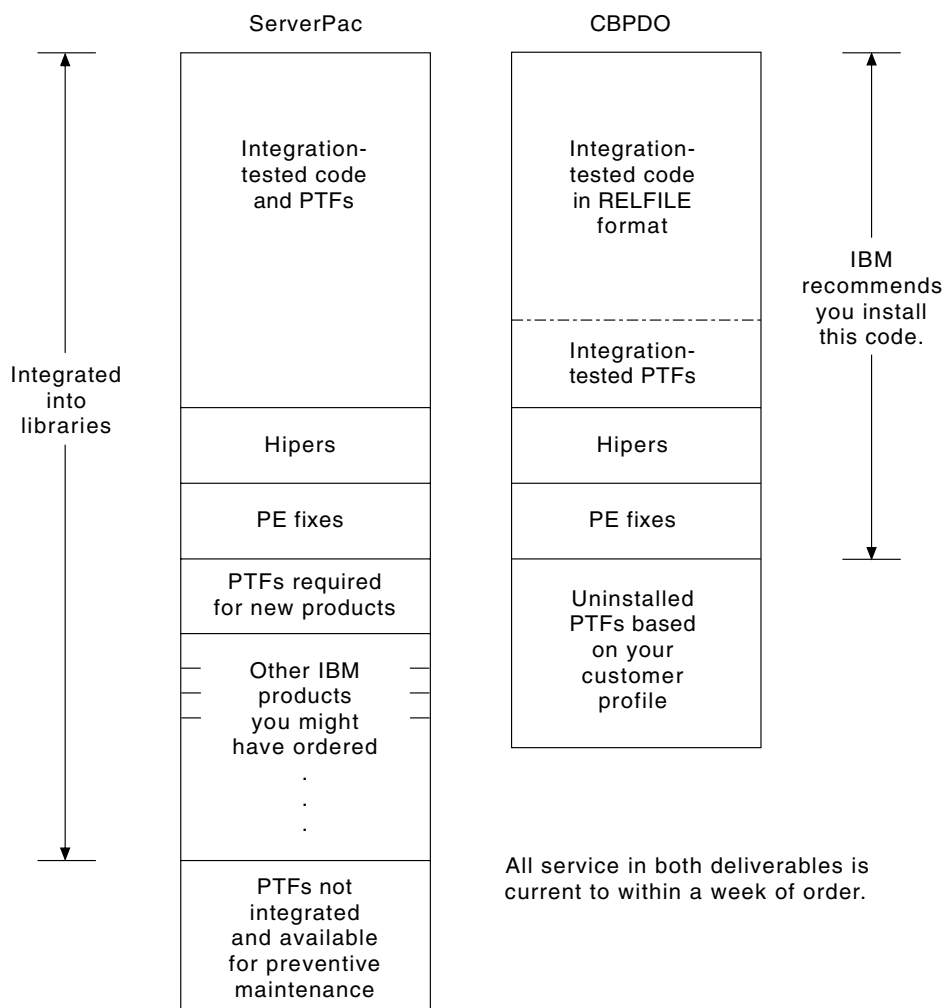 ServerPac
CBPDO
Integrated
into
libraries
Integration-
tested code
and PTFs
Hipers
PE fixes
PTFs required
for new products
Other IBM
products
you might
have ordered
.
.
.
PTFs not
integrated
and available
for preventive
maintenance
Integration-
tested code
in RELFILE
format
Integration-
tested PTFs
Hipers
PE fixes
Uninstalled
PTFs based
on your
customer
profile
IBM
recommends
you install
this code.
All service in both deliverables is
current to within a week of order.